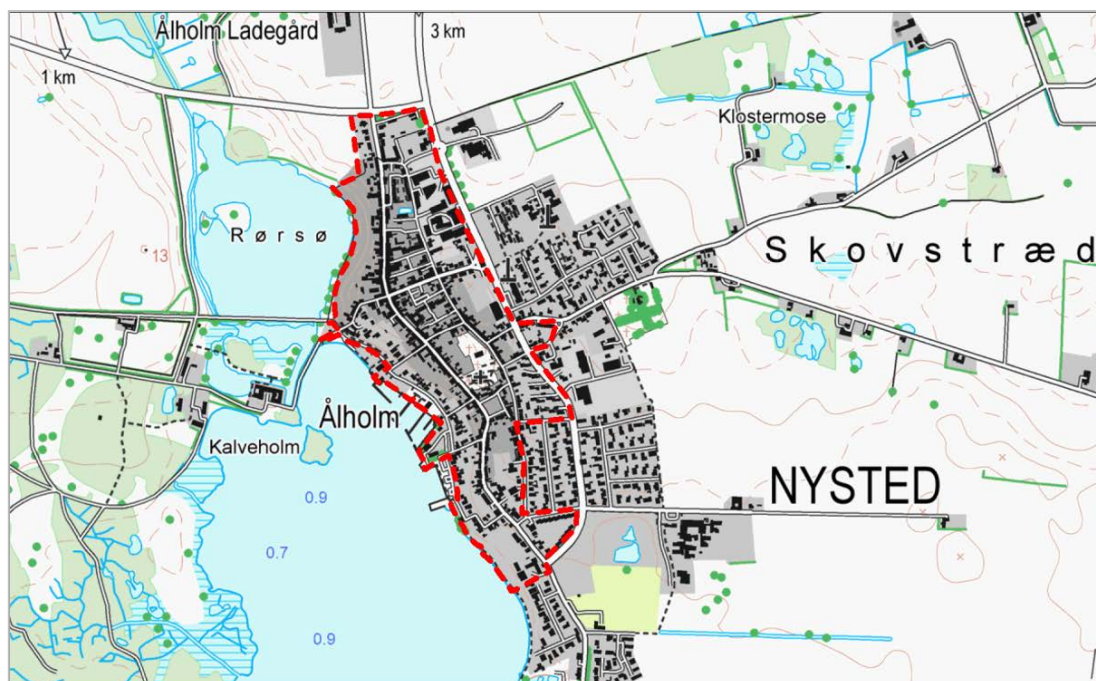 Ålholm Ladegård
3 km
1 km
Klostermose
Rørsø
13
Skovstræd
Ålholm
Kalveholm
NYSTED
0.9
0.7
0.9